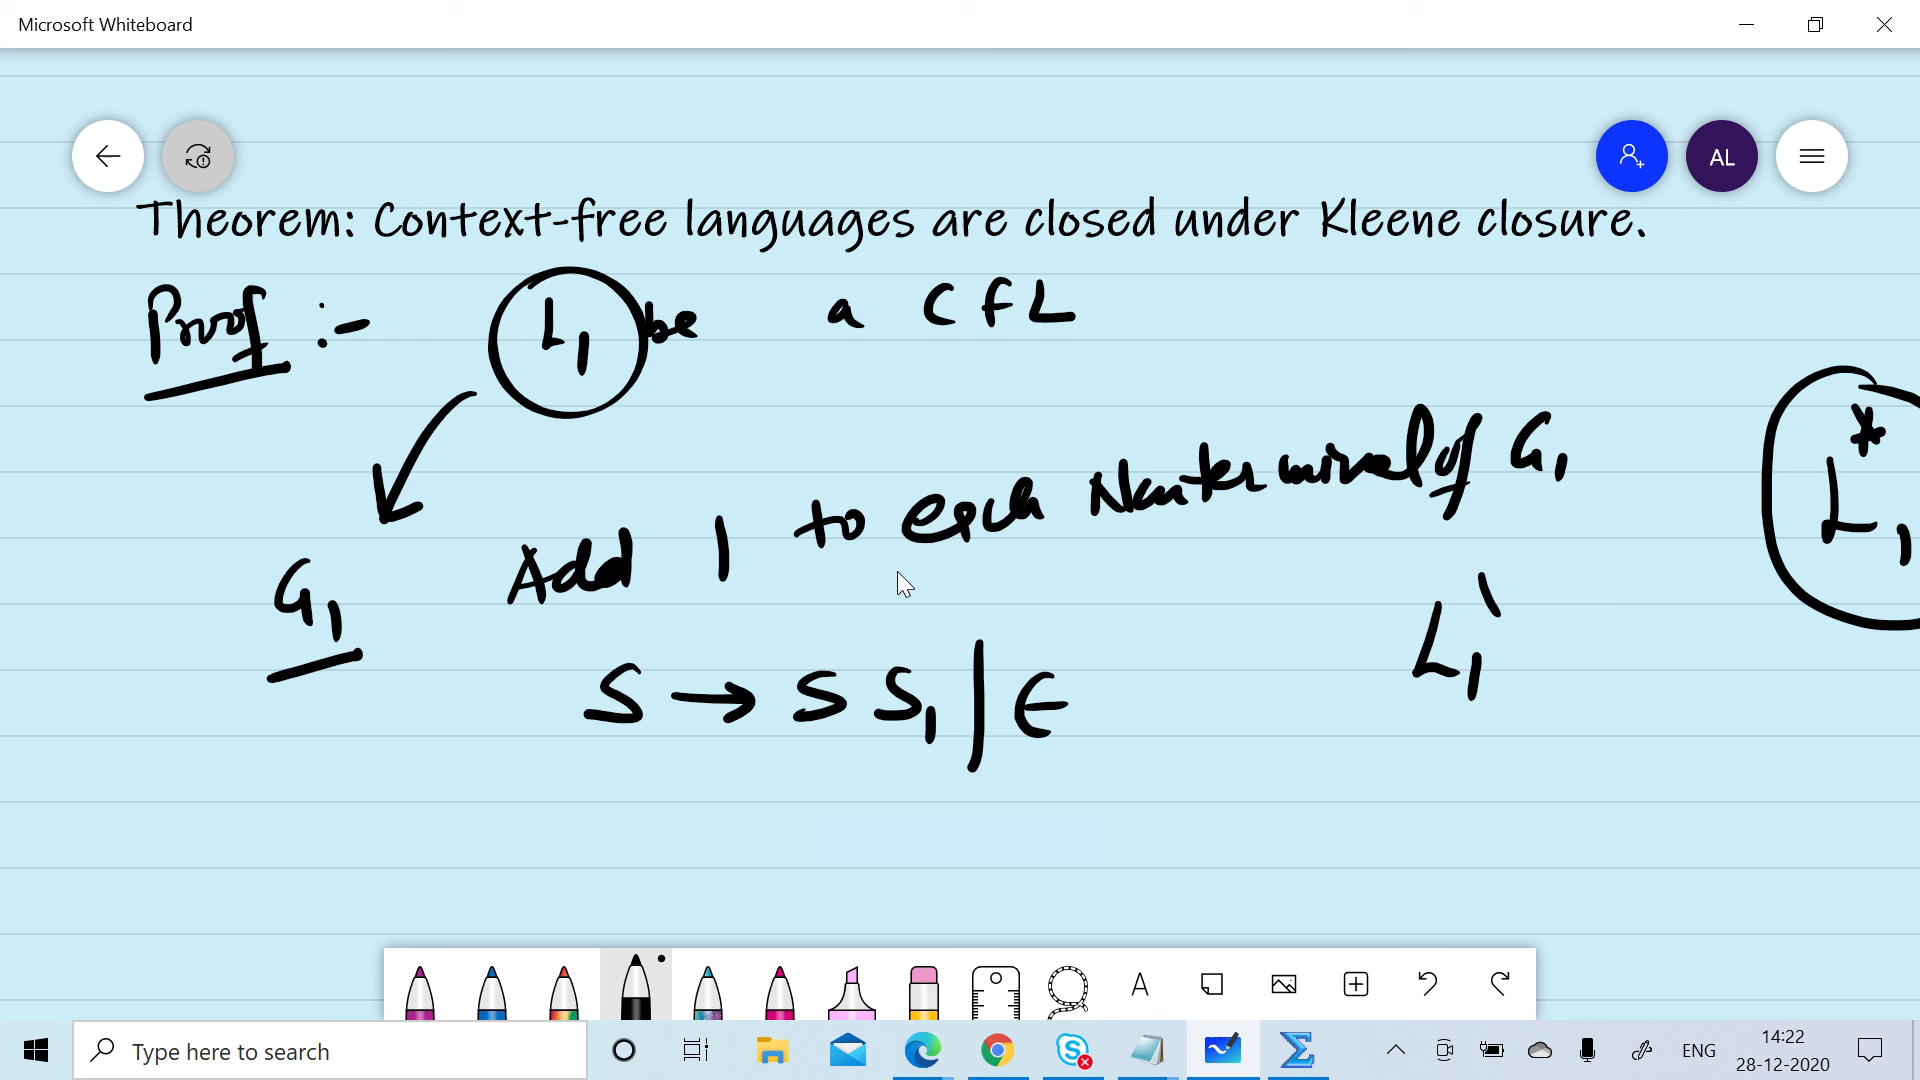 Microsoft Whiteboard
AL
Theorem: Context-free languages are closed under Kleene closure.
Proof :- L₁ be a CFL
L₁*
G₁ Add 1 to each Nonterminal of G₁
L₁'
S → S S₁ | ϵ
Type here to search
ENG
14:22
28-12-2020